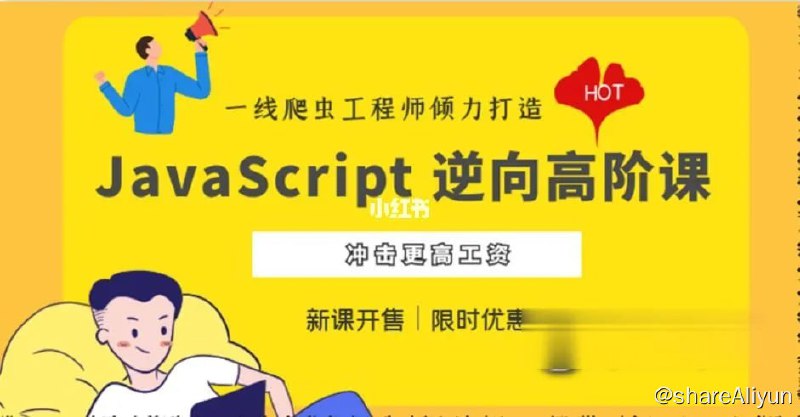 一线爬虫工程师倾力打造
HOT
JavaScript 逆向高阶课
小红书
冲击更高工资
新课开售｜限时优惠
@shareAliyun